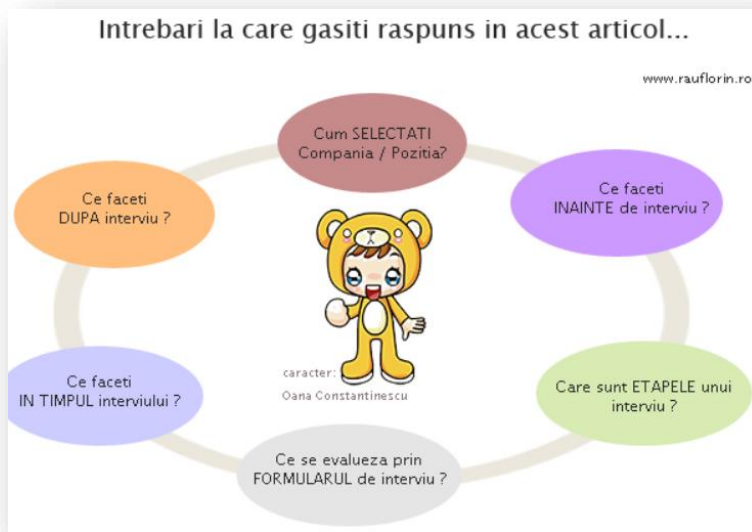 Intrebari la care gasiti raspuns in acest articol...
www.rauflorin.ro
Cum SELECTATI
Compania / Pozitia?
Ce faceti
INAINTE de interviu ?
Care sunt ETAPELE unui
interviu ?
Ce se evalueza prin
FORMULARUL de interviu ?
Ce faceti
IN TIMPUL interviului ?
Ce faceti
DUPA interviu ?
caracter:
Oana Constantinescu